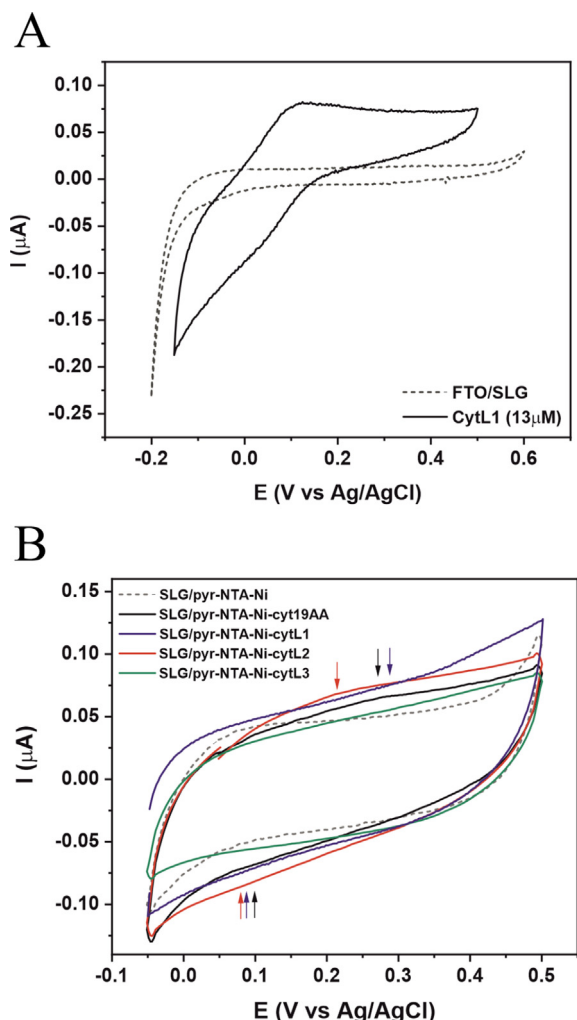 A
0.10
0.05
0.00
-0.05
-0.10
-0.15
-0.20
-0.25
I (μA)
FTO/SLG
CytL1 (13μM)
-0.2 0.0 0.2 0.4 0.6
E (V vs Ag/AgCl)
B
0.15
0.10
0.05
0.00
-0.05
-0.10
I (μA)
SLG/pyr-NTA-Ni
SLG/pyr-NTA-Ni-cyt19AA
SLG/pyr-NTA-Ni-cytL1
SLG/pyr-NTA-Ni-cytL2
SLG/pyr-NTA-Ni-cytL3
-0.1 0.0 0.1 0.2 0.3 0.4 0.5
E (V vs Ag/AgCl)